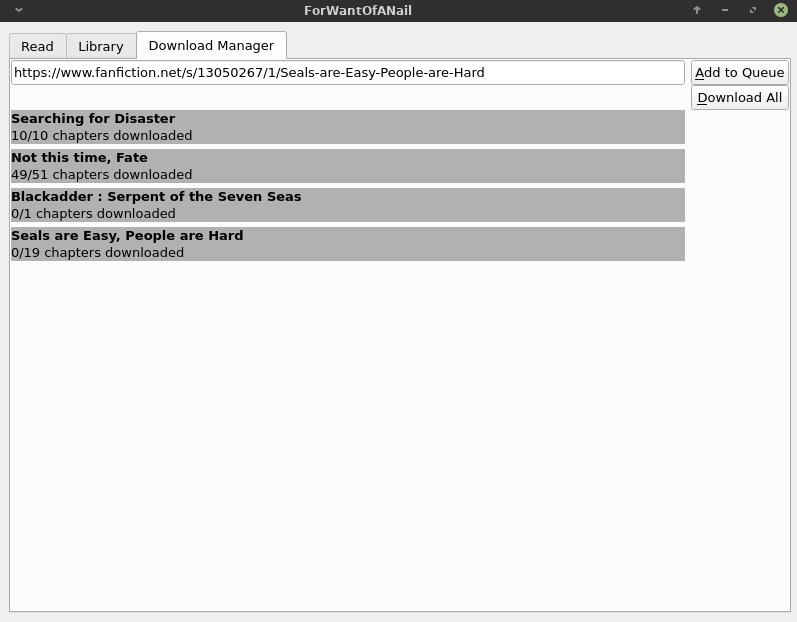 ForWantOfANail
Read
Library
Download Manager
https://www.fanfiction.net/s/13050267/1/Seals-are-Easy-People-are-Hard
Add to Queue
Download All
Searching for Disaster
10/10 chapters downloaded
Not this time, Fate
49/51 chapters downloaded
Blackadder : Serpent of the Seven Seas
0/1 chapters downloaded
Seals are Easy, People are Hard
0/19 chapters downloaded